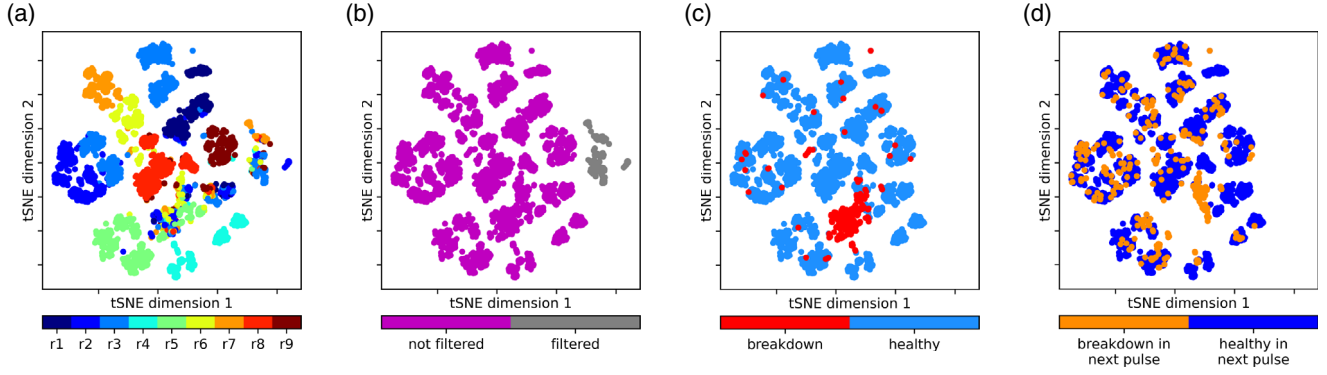 (a)
(b)
(c)
(d)
tSNE dimension 2
tSNE dimension 2
tSNE dimension 2
tSNE dimension 2
tSNE dimension 1
tSNE dimension 1
tSNE dimension 1
tSNE dimension 1
r1 r2 r3 r4 r5 r6 r7 r8 r9
not filtered
filtered
breakdown
healthy
breakdown in
next pulse
healthy in
next pulse